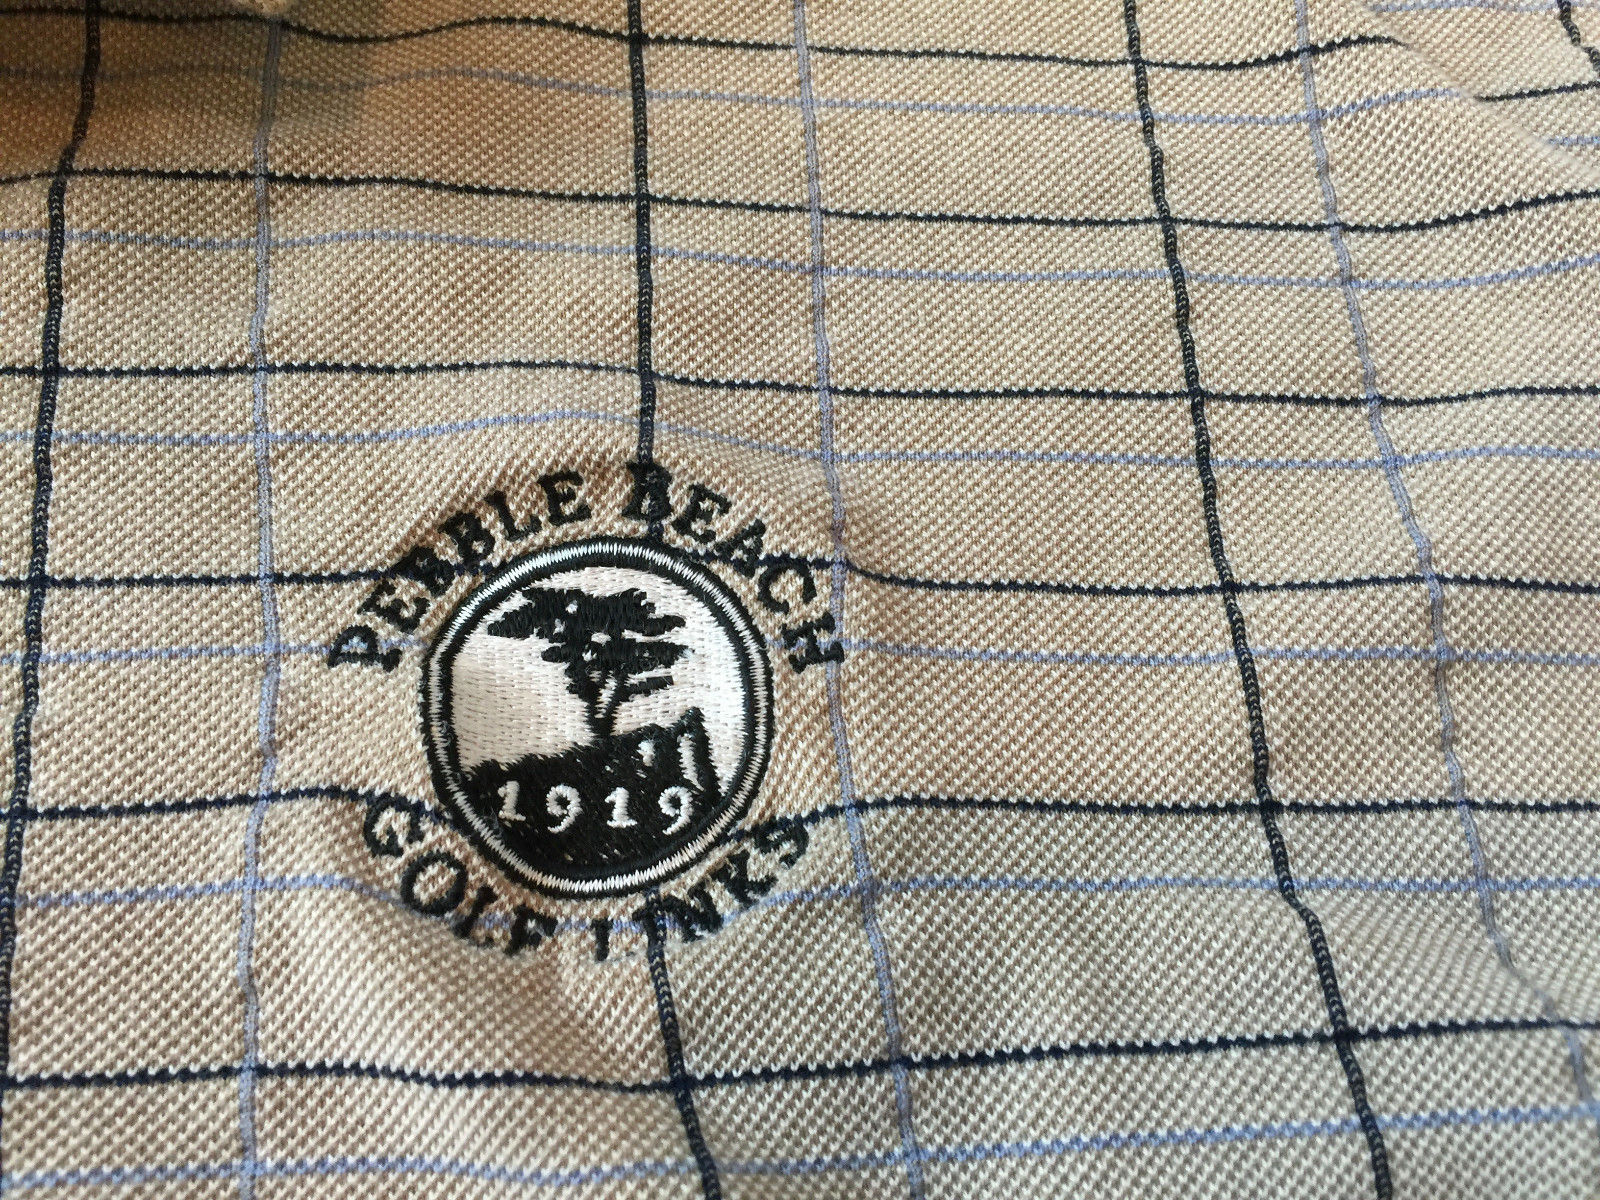 PEBBLE BEACH
1919
GOLF LINKS